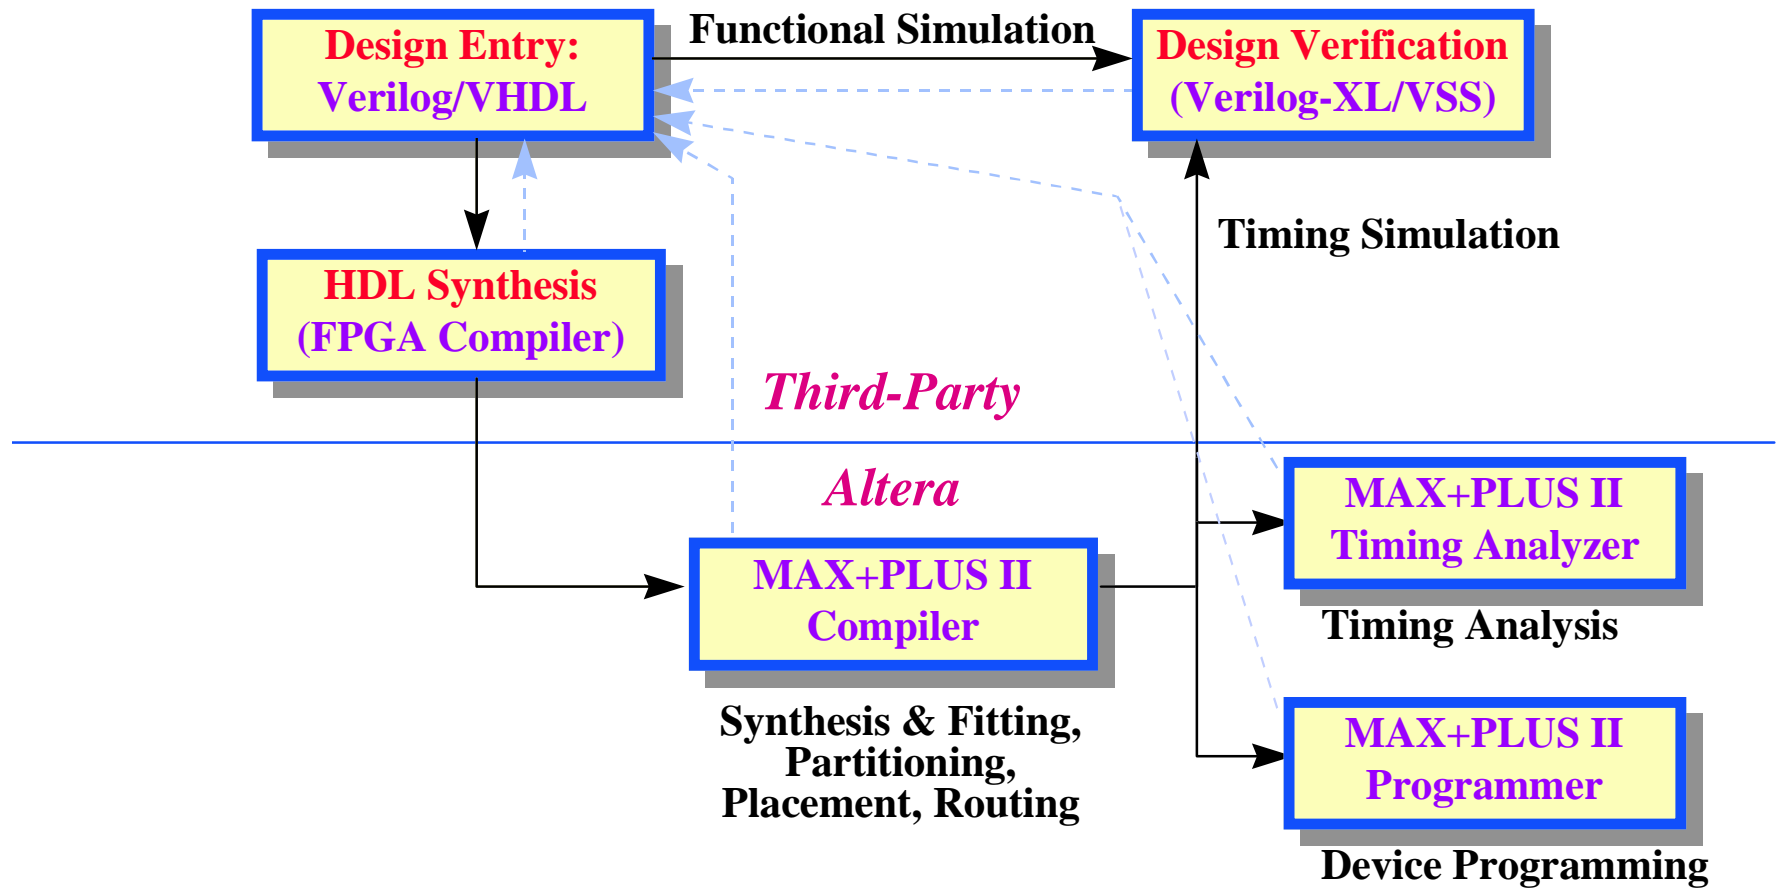 Design Entry:
Verilog/VHDL
Functional Simulation
Design Verification
(Verilog-XL/VSS)
Timing Simulation
HDL Synthesis
(FPGA Compiler)
Third-Party
Altera
MAX+PLUS II
Compiler
Synthesis & Fitting,
Partitioning,
Placement, Routing
MAX+PLUS II
Timing Analyzer
Timing Analysis
MAX+PLUS II
Programmer
Device Programming